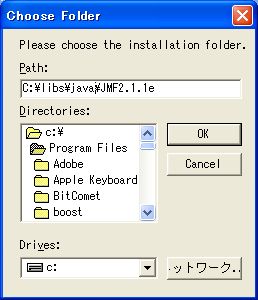 Choose Folder
Please choose the installation folder.
Path:
C:¥libs¥java¥JMF2.1.1e
Directories:
c:¥
Program Files
Adobe
Apple Keyboard
BitComet
boost
OK
Cancel
Drives:
c:
ットワーク..